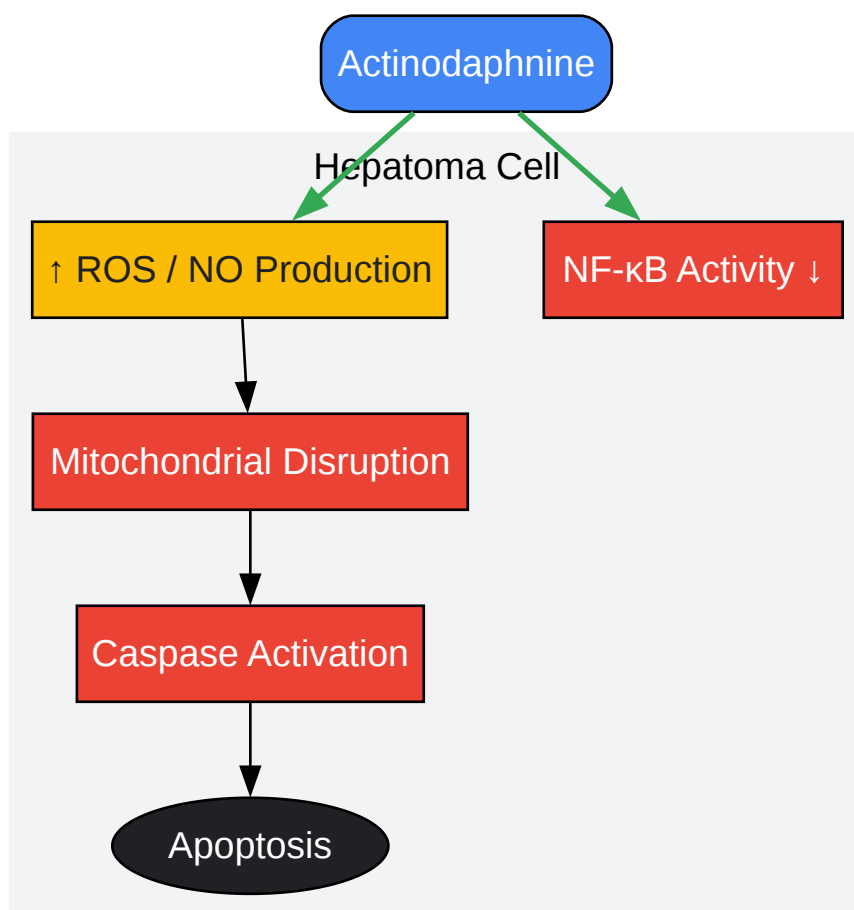 Actinodaphnine
Hepatoma Cell
↑ ROS / NO Production
NF-κB Activity ↓
Mitochondrial Disruption
Caspase Activation
Apoptosis